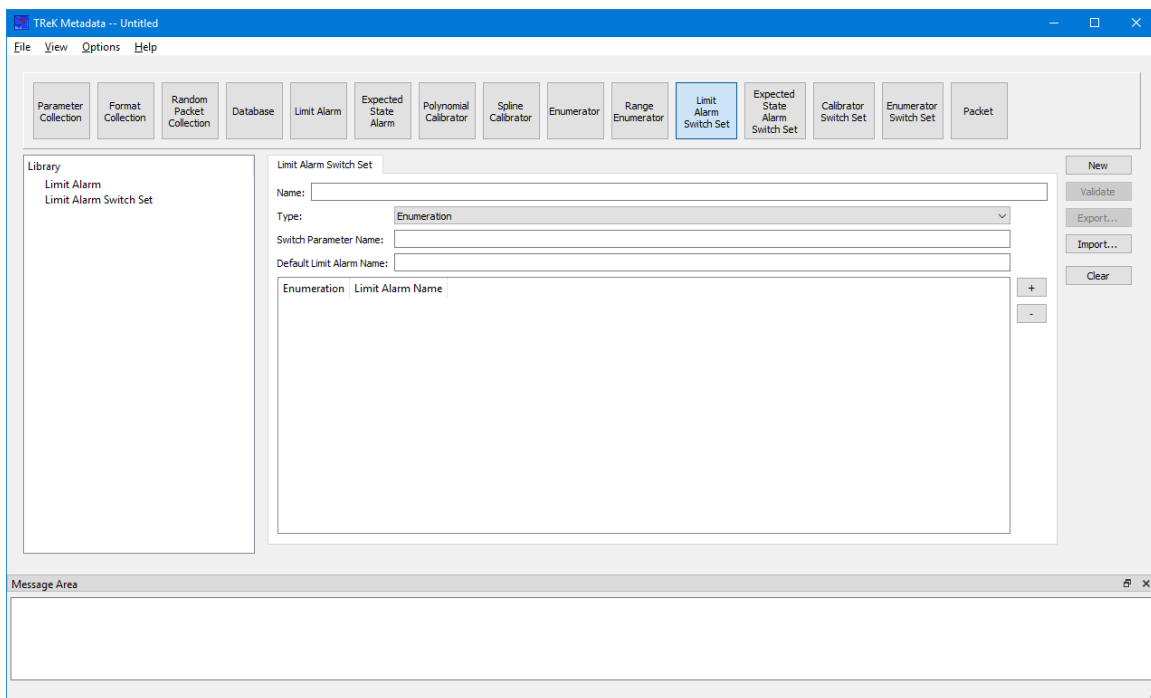 TReK Metadata -- Untitled
File View Options Help
Parameter Collection
Format Collection
Random Packet Collection
Database
Limit Alarm
Expected State Alarm
Polynomial Calibrator
Spline Calibrator
Enumerator
Range Enumerator
Limit Alarm Switch Set
Expected State Alarm Switch Set
Calibrator Switch Set
Enumerator Switch Set
Packet
Library
Limit Alarm
Limit Alarm Switch Set
Limit Alarm Switch Set
Name:
Type: Enumeration
Switch Parameter Name:
Default Limit Alarm Name:
Enumeration Limit Alarm Name
+
-
New
Validate
Export...
Import...
Clear
Message Area